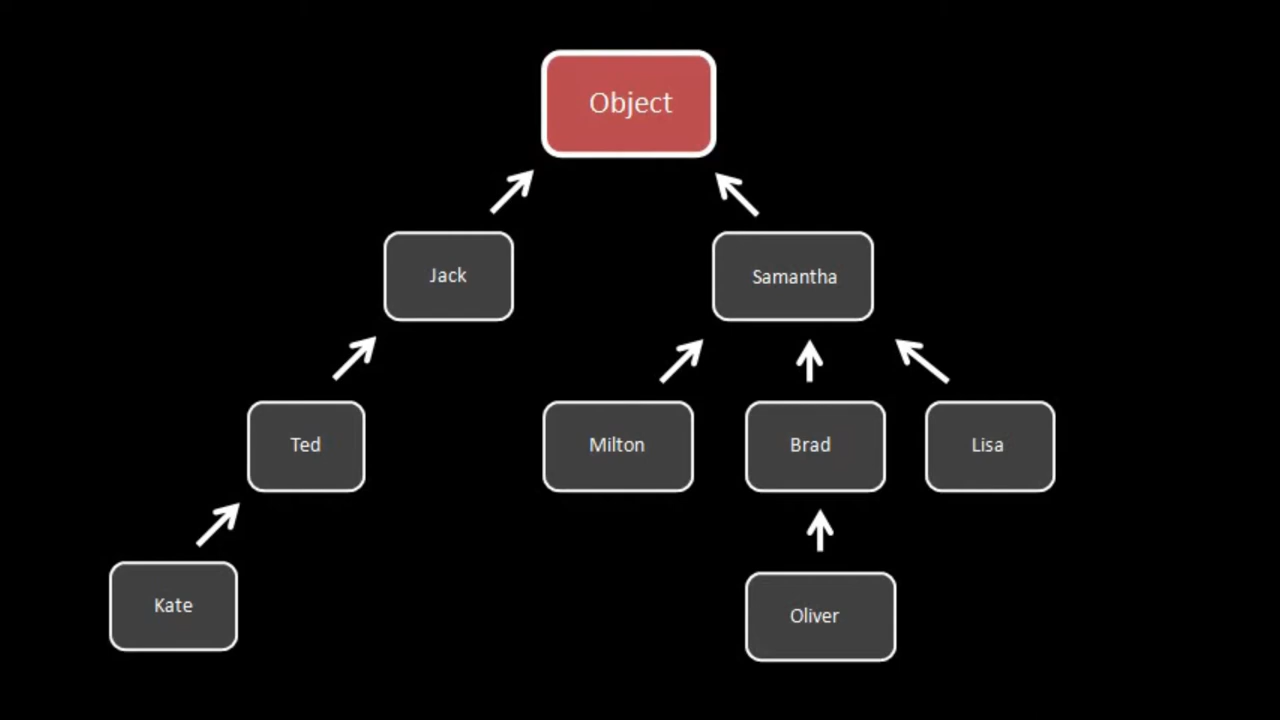 Object
Jack
Samantha
Ted
Milton
Brad
Lisa
Kate
Oliver